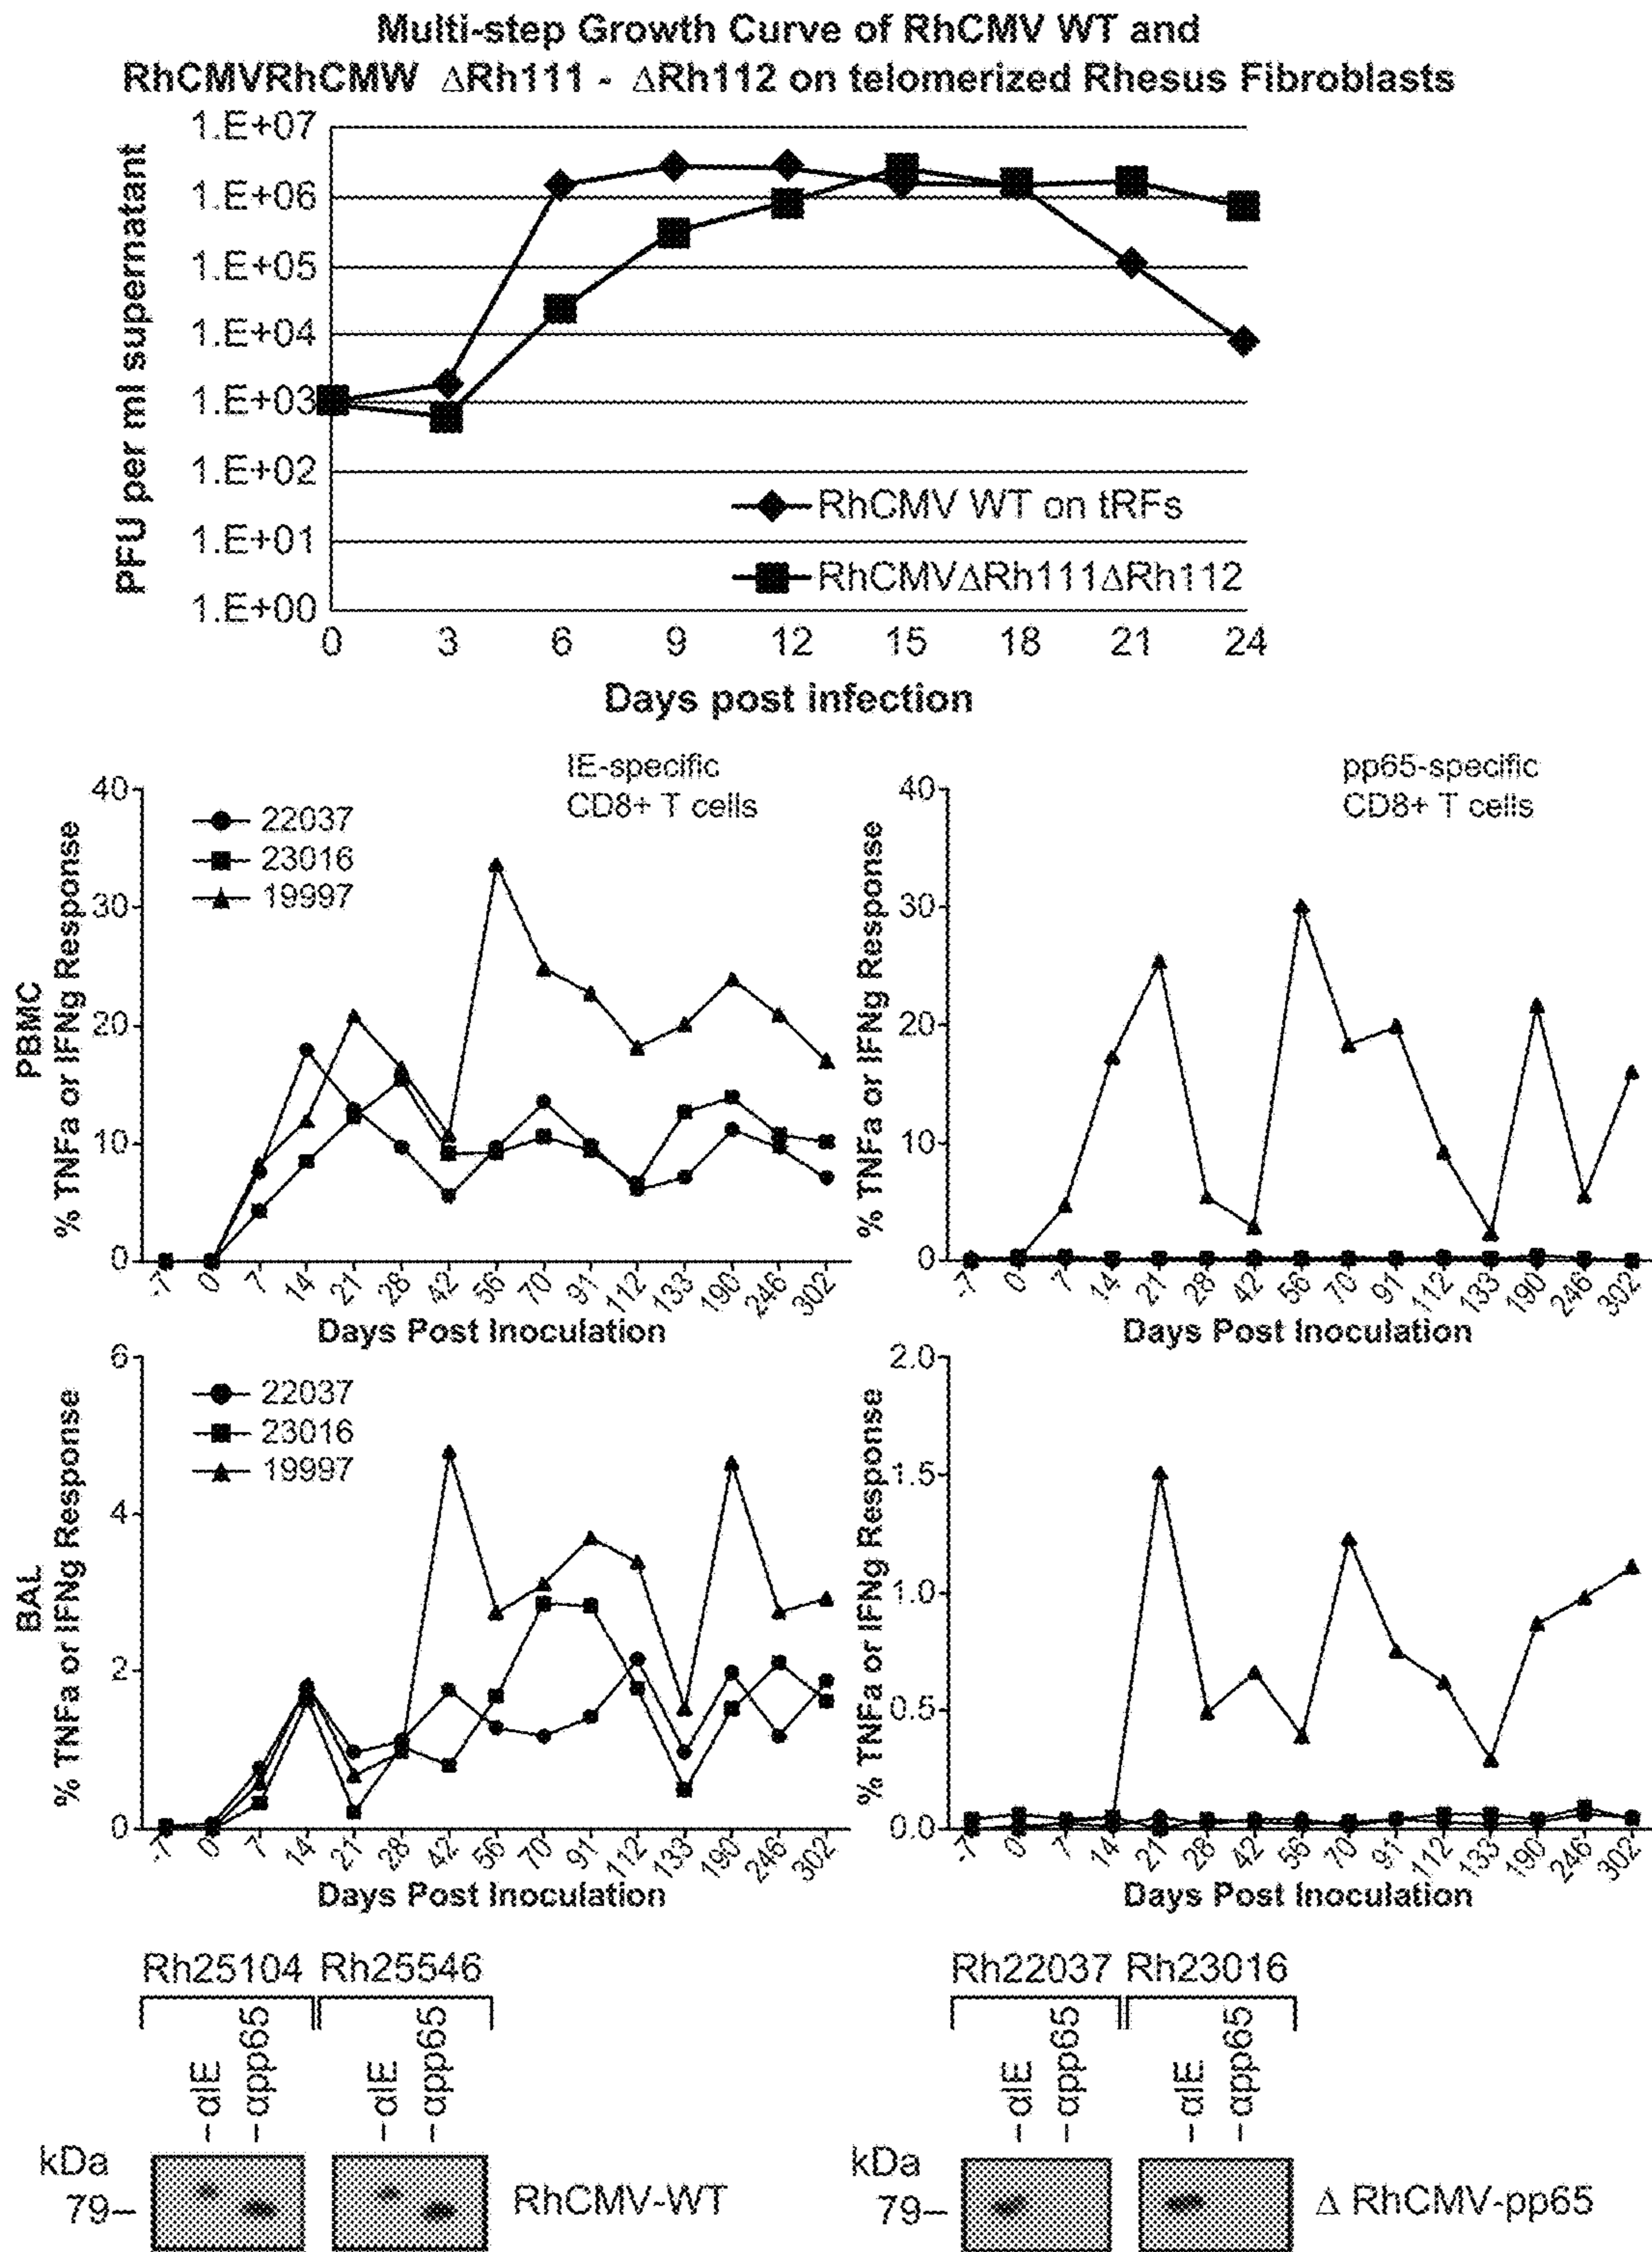 Multi-step Growth Curve of RhCMV WT and
RhCMVRhCMW ΔRh111 - ΔRh112 on telomerized Rhesus Fibroblasts
PFU per ml supernatant
1.E+07
1.E+06
1.E+05
1.E+04
1.E+03
1.E+02
1.E+01
1.E+00
RhCMV WT on tRFs
RhCMVΔRh111ΔRh112
0 3 6 9 12 15 18 21 24
Days post infection
PBMC
% TNFa or IFNg Response
40
30
20
10
0
22037
23016
19997
IE-specific
CD8+ T cells
-7 0 7 14 21 28 42 56 70 91 112 133 190 246 302
Days Post Inoculation
% TNFa or IFNg Response
40
30
20
10
0
pp65-specific
CD8+ T cells
-7 0 7 14 21 28 42 56 70 91 112 133 190 246 302
Days Post Inoculation
BAL
% TNFa or IFNg Response
6
4
2
0
22037
23016
19997
-7 0 7 14 21 28 42 56 70 91 112 133 190 246 302
Days Post Inoculation
% TNFa or IFNg Response
2.0
1.5
1.0
0.5
0.0
-7 0 7 14 21 28 42 56 70 91 112 133 190 246 302
Days Post Inoculation
Rh25104 Rh25546
- αIE
- αpp65
- αIE
- αpp65
kDa
79-
RhCMV-WT
Rh22037 Rh23016
- αIE
- αpp65
- αIE
- αpp65
kDa
79-
Δ RhCMV-pp65